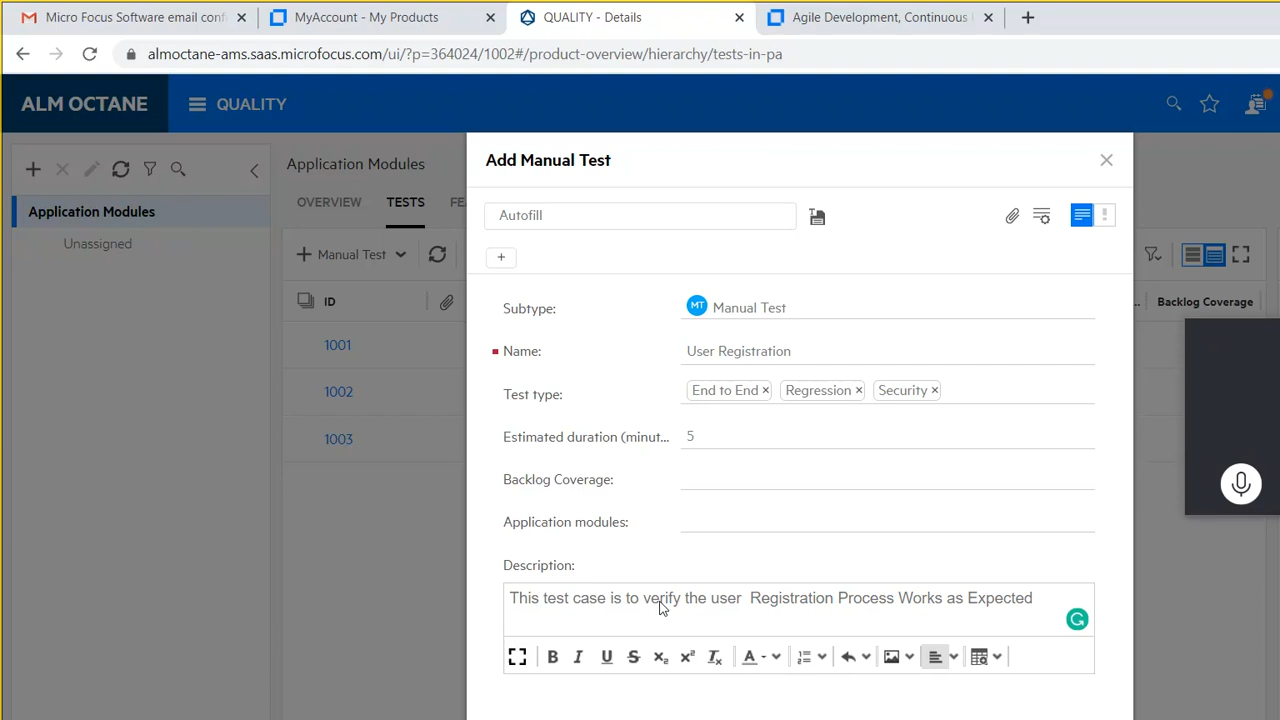 Micro Focus Software email conf
MyAccount - My Products
QUALITY - Details
Agile Development, Continuous
almoctane-ams.saas.microfocus.com/ui/?p=364024/1002#/product-overview/hierarchy/tests-in-pa
ALM OCTANE
QUALITY
Application Modules
Unassigned
Application Modules
OVERVIEW
TESTS
FE
Manual Test
ID
Backlog Coverage
1001
1002
1003
Add Manual Test
Autofill
+
Subtype:
MT Manual Test
Name:
User Registration
Test type:
End to End × Regression × Security ×
Estimated duration (minut...
5
Backlog Coverage:
Application modules:
Description:
This test case is to verify the user  Registration Process Works as Expected